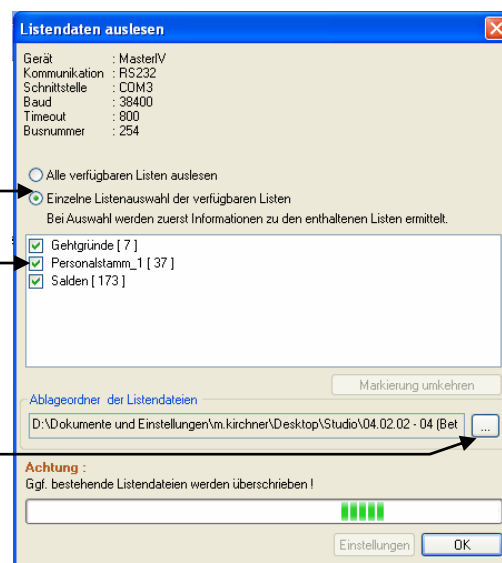 Listendaten auslesen
Gerät : MasterIV
Kommunikation : RS232
Schnittstelle : COM3
Baud : 38400
Timeout : 800
Busnummer : 254
Alle verfügbaren Listen auslesen
Einzelne Listenauswahl der verfügbaren Listen
Bei Auswahl werden zuerst Informationen zu den enthaltenen Listen ermittelt.
Gehtgründe [ 7 ]
Personalstamm_1 [ 37 ]
Salden [ 173 ]
Markierung umkehren
Ablageordner der Listendateien
D:\Dokumente und Einstellungen\m.kirchner\Desktop\Studio\04.02.02 - 04 (Bet ...
Achtung :
Ggf. bestehende Listendateien werden überschrieben !
Einstellungen OK